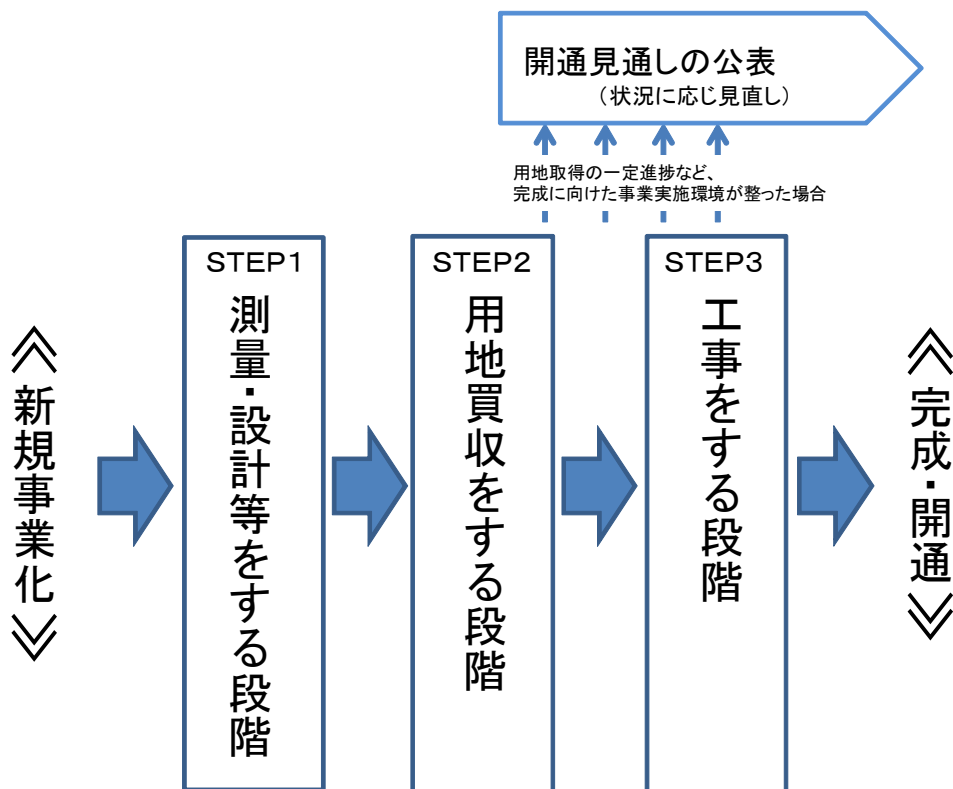 開通見通しの公表
（状況に応じ見直し）
用地取得の一定進捗など、
完成に向けた事業実施環境が整った場合
《新規事業化》
STEP1
測量・設計等をする段階
STEP2
用地買収をする段階
STEP3
工事をする段階
《完成・開通》